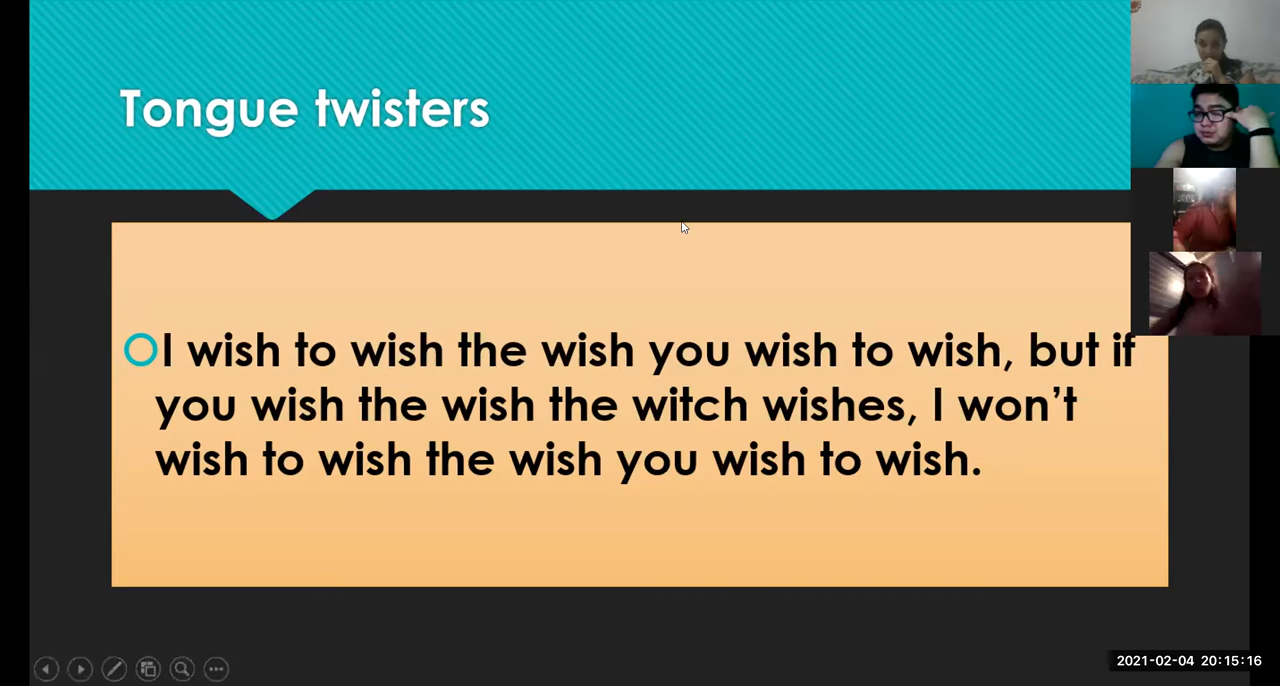 Tongue twisters
I wish to wish the wish you wish to wish, but if
you wish the wish the witch wishes, I won’t
wish to wish the wish you wish to wish.
2021-02-04 20:15:16